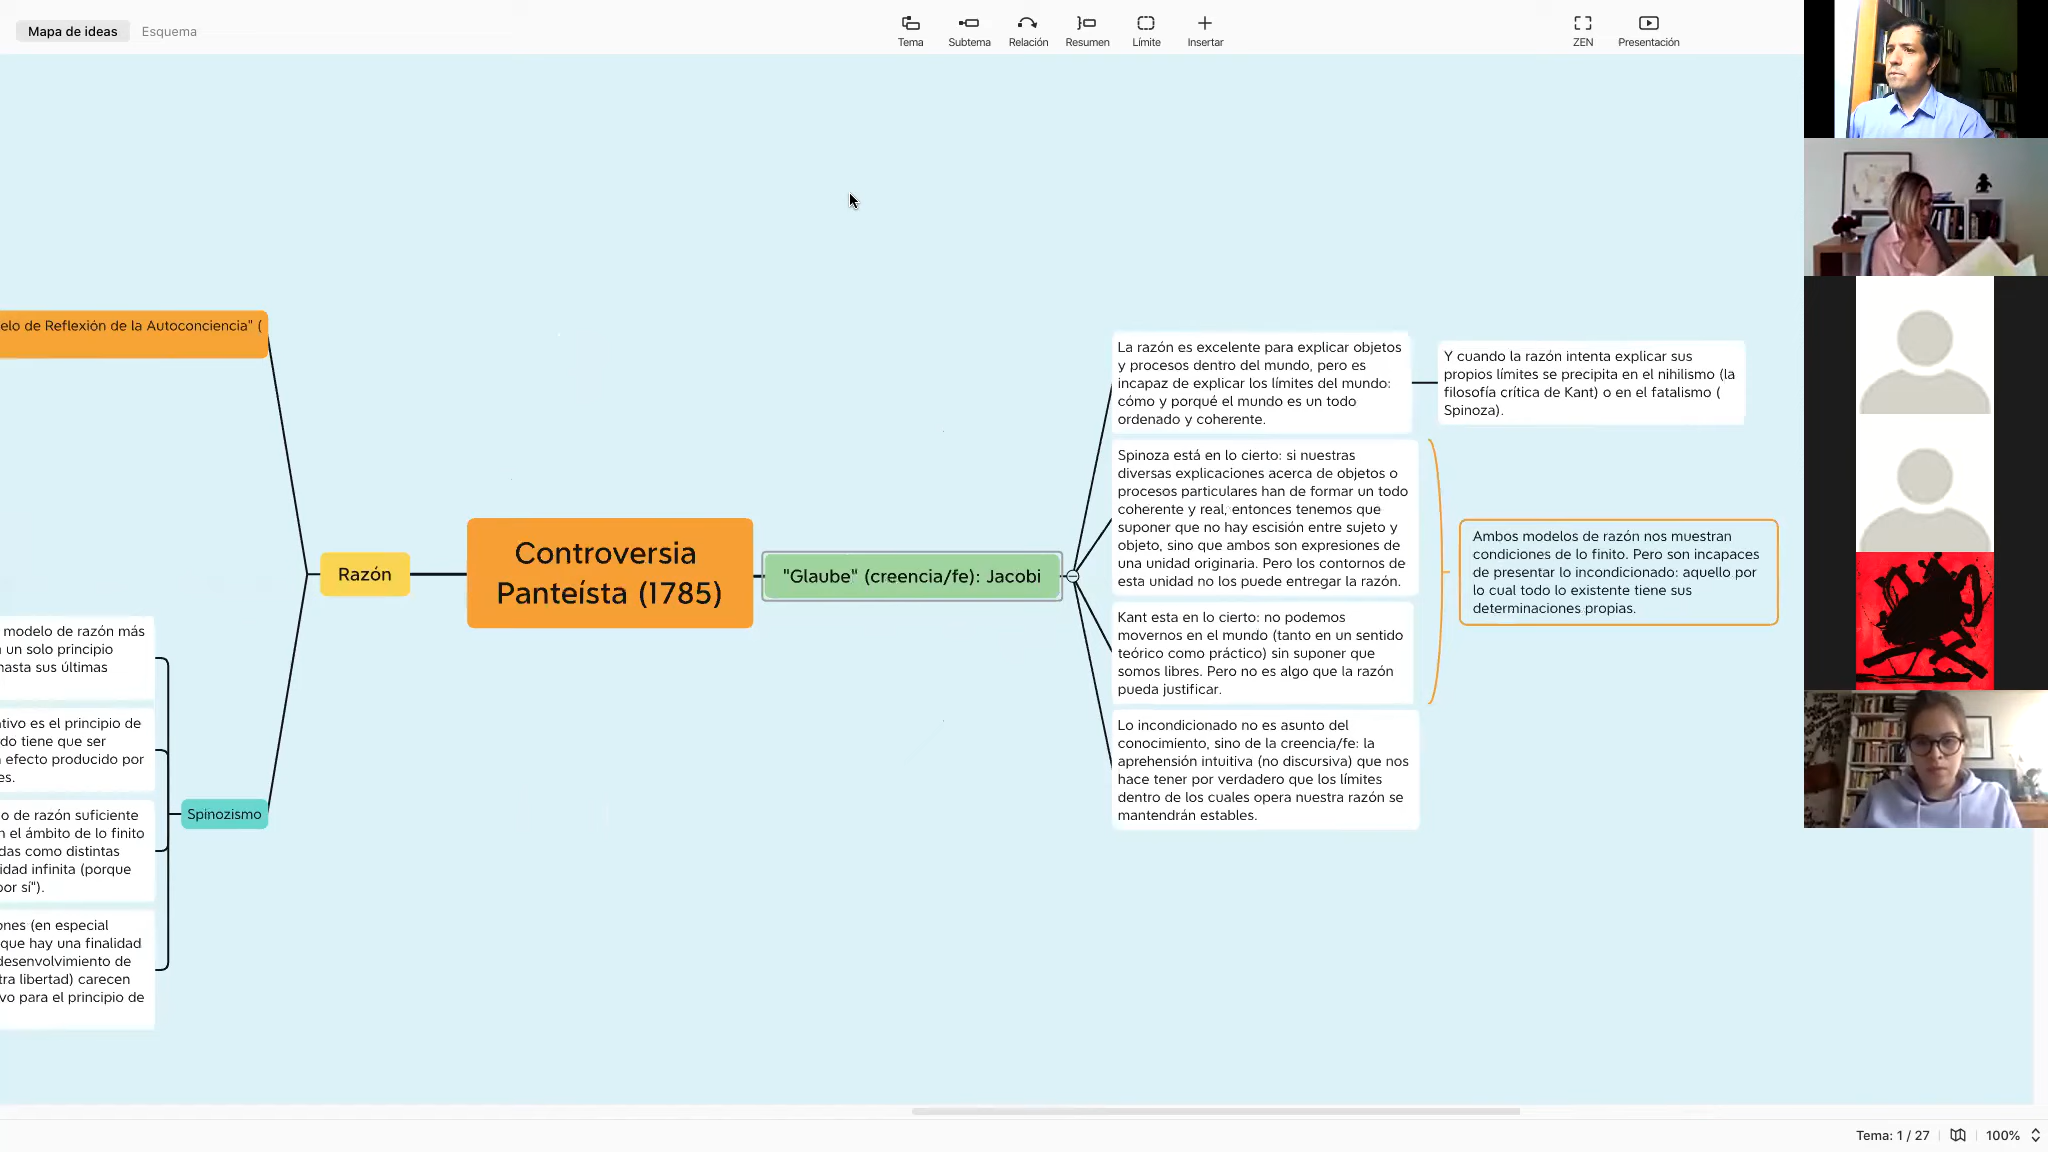 Mapa de ideas
Esquema
Tema
Subtema
Relación
Resumen
Límite
Insertar
ZEN
Presentación
elo de Reflexión de la Autoconciencia" (
modelo de razón más
un solo principio
hasta sus últimas
tivo es el principio de
do tiene que ser
efecto producido por
es.
o de razón suficiente
n el ámbito de lo finito
das como distintas
idad infinita (porque
por sí").
ones (en especial
que hay una finalidad
desenvolvimiento de
tra libertad) carecen
vo para el principio de
Spinozismo
Razón
Controversia
Panteísta (1785)
"Glaube" (creencia/fe): Jacobi
La razón es excelente para explicar objetos
y procesos dentro del mundo, pero es
incapaz de explicar los límites del mundo:
cómo y porqué el mundo es un todo
ordenado y coherente.
Y cuando la razón intenta explicar sus
propios límites se precipita en el nihilismo (la
filosofía crítica de Kant) o en el fatalismo (
Spinoza).
Spinoza está en lo cierto: si nuestras
diversas explicaciones acerca de objetos o
procesos particulares han de formar un todo
coherente y real, entonces tenemos que
suponer que no hay escisión entre sujeto y
objeto, sino que ambos son expresiones de
una unidad originaria. Pero los contornos de
esta unidad no los puede entregar la razón.
Kant esta en lo cierto: no podemos
movernos en el mundo (tanto en un sentido
teórico como práctico) sin suponer que
somos libres. Pero no es algo que la razón
pueda justificar.
Ambos modelos de razón nos muestran
condiciones de lo finito. Pero son incapaces
de presentar lo incondicionado: aquello por
lo cual todo lo existente tiene sus
determinaciones propias.
Lo incondicionado no es asunto del
conocimiento, sino de la creencia/fe: la
aprehensión intuitiva (no discursiva) que nos
hace tener por verdadero que los límites
dentro de los cuales opera nuestra razón se
mantendrán estables.
Tema: 1 / 27
100%